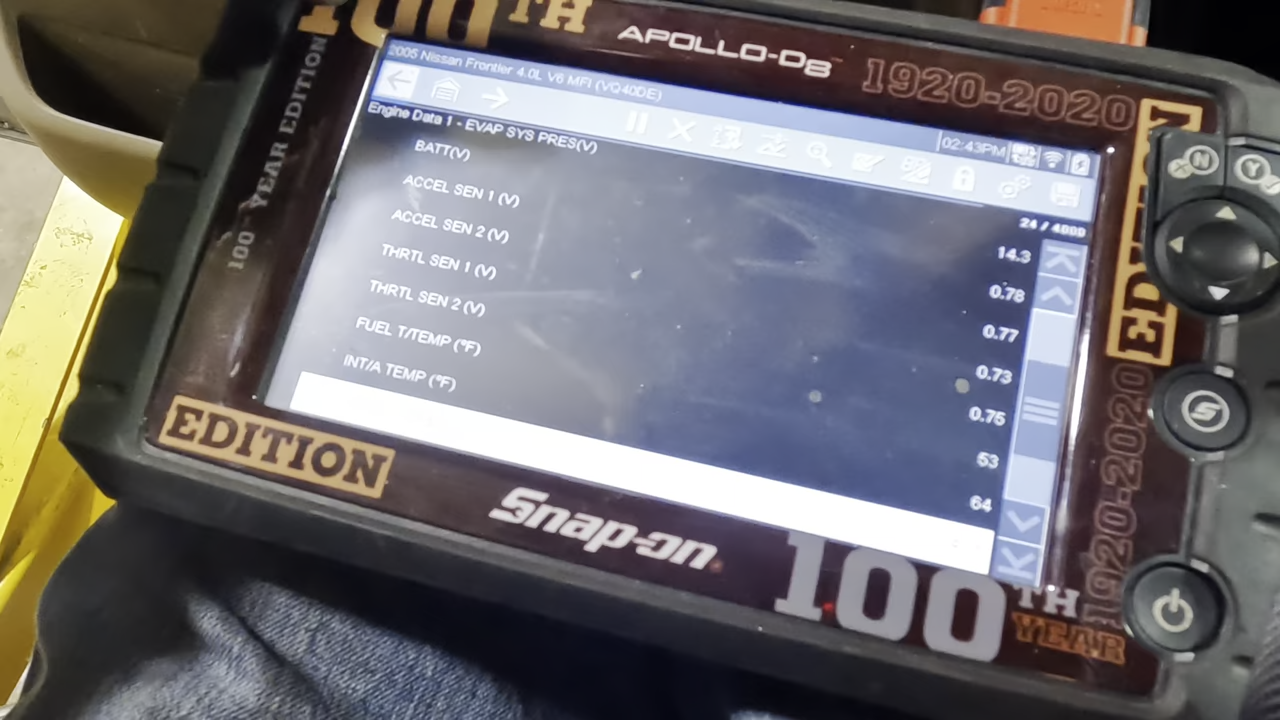 100TH
APOLLO-D8
1920-2020
EDITION
100TH YEAR EDITION
2005 Nissan Frontier 4.0L V6 MFI (VQ40DE)
02:43PM
Engine Data 1 - EVAP SYS PRES(V)
24 / 4000
BATT(V) 14.3
ACCEL SEN 1 (V) 0.78
ACCEL SEN 2 (V) 0.77
THRTL SEN 1 (V) 0.73
THRTL SEN 2 (V) 0.75
FUEL T/TEMP (°F) 53
INT/A TEMP (°F) 64
N
Y
S
1920-2020
EDITION
Snap-on
100TH
YEAR